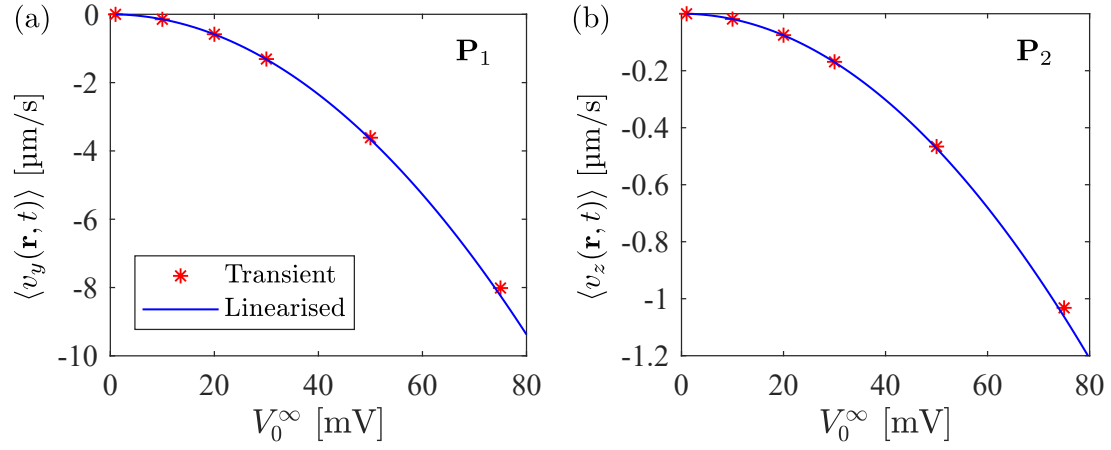 (a)
0
-2
-4
-6
-8
-10
⟨v_y(r, t)⟩ [µm/s]
P_1
Transient
Linearised
0 20 40 60 80
V_0^∞ [mV]
(b)
-0.2
-0.4
-0.6
-0.8
-1
-1.2
⟨v_z(r, t)⟩ [µm/s]
P_2
0 20 40 60 80
V_0^∞ [mV]